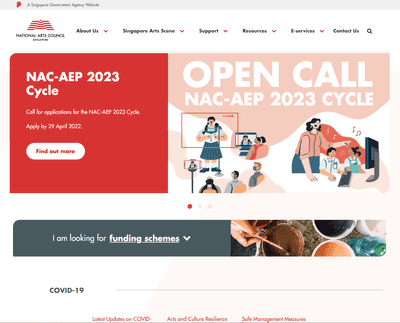 A Singapore Government Agency Website
NATIONAL ARTS COUNCIL
SINGAPORE
About Us
Singapore Arts Scene
Support
Resources
E-services
Contact Us
NAC-AEP 2023
Cycle
Call for applications for the NAC-AEP 2023 Cycle.
Apply by 29 April 2022.
Find out more
OPEN CALL
NAC-AEP 2023 CYCLE
I am looking for funding schemes
COVID-19
Latest Updates on COVID-
Arts and Culture Resilience
Safe Management Measures